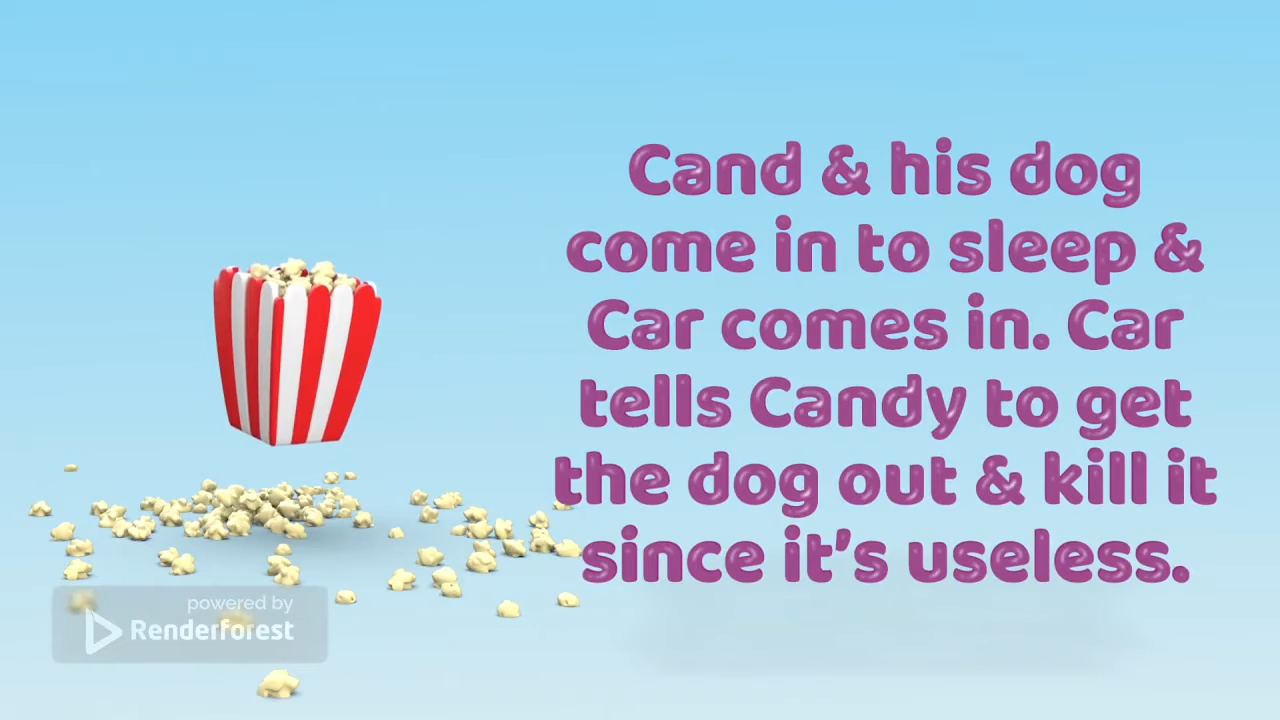 Cand & his dog
come in to sleep &
Car comes in. Car
tells Candy to get
the dog out & kill it
since it's useless.
powered by
Renderforest